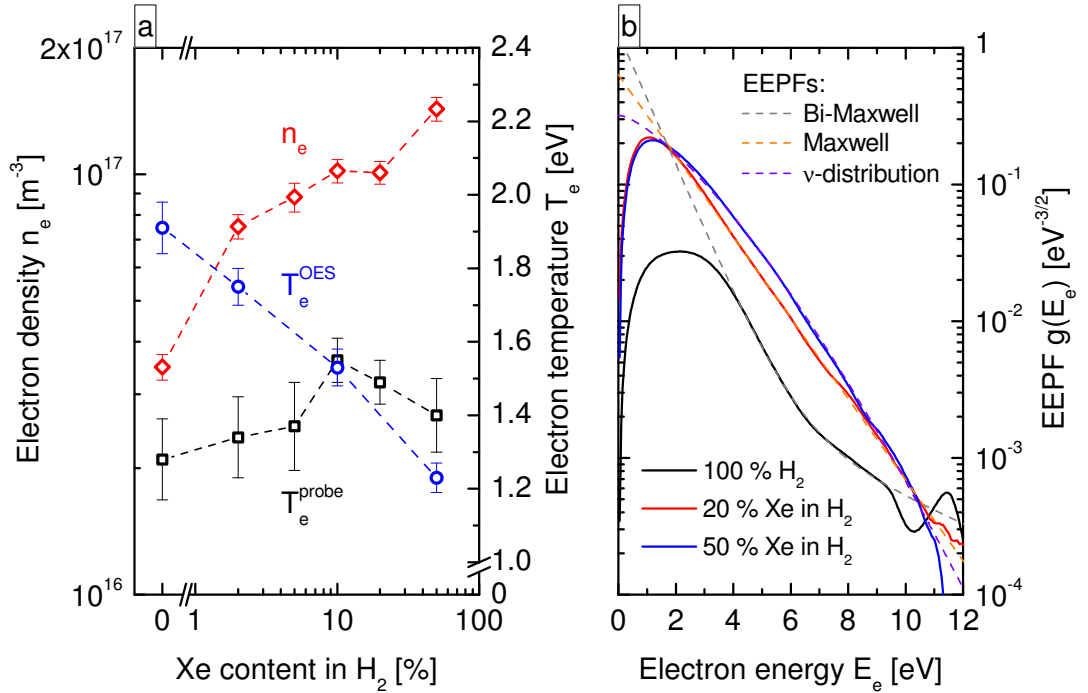 a
2x10^17
10^17
10^16
Electron density n_e [m^-3]
n_e
T_e^OES
T_e^probe
2.4
2.2
2.0
1.8
1.6
1.4
1.2
1.0
0
Electron temperature T_e [eV]
0 1 10 100
Xe content in H_2 [%]
b
EEPFs:
Bi-Maxwell
Maxwell
ν-distribution
100 % H_2
20 % Xe in H_2
50 % Xe in H_2
1
10^-1
10^-2
10^-3
10^-4
EEPF g(E_e) [eV^-3/2]
0 2 4 6 8 10 12
Electron energy E_e [eV]